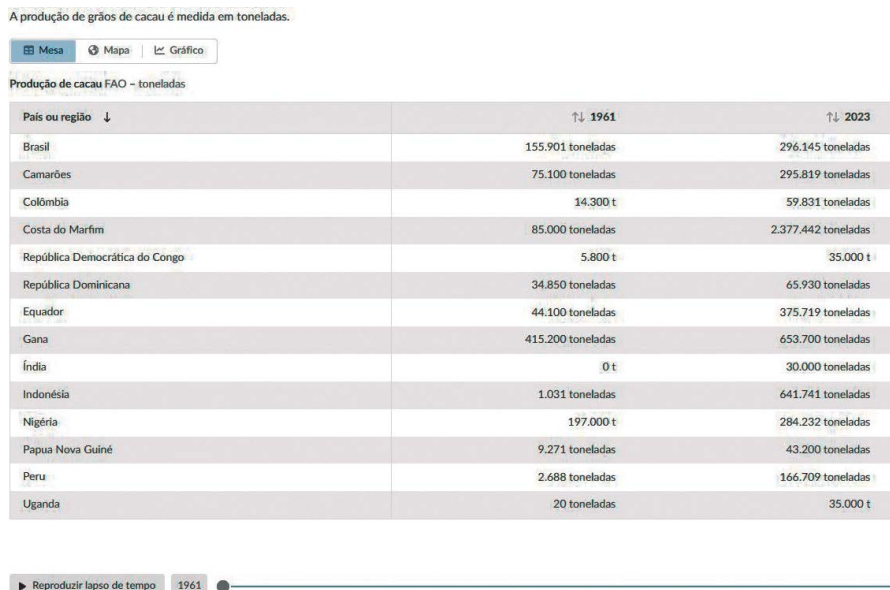 A produção de grãos de cacau é medida em toneladas.
Mesa Mapa Gráfico
Produção de cacau FAO – toneladas
País ou região ↓ ↑↓ 1961 ↑↓ 2023
Brasil 155.901 toneladas 296.145 toneladas
Camarões 75.100 toneladas 295.819 toneladas
Colômbia 14.300 t 59.831 toneladas
Costa do Marfim 85.000 toneladas 2.377.442 toneladas
República Democrática do Congo 5.800 t 35.000 t
República Dominicana 34.850 toneladas 65.930 toneladas
Equador 44.100 toneladas 375.719 toneladas
Gana 415.200 toneladas 653.700 toneladas
Índia 0 t 30.000 toneladas
Indonésia 1.031 toneladas 641.741 toneladas
Nigéria 197.000 t 284.232 toneladas
Papua Nova Guiné 9.271 toneladas 43.200 toneladas
Peru 2.688 toneladas 166.709 toneladas
Uganda 20 toneladas 35.000 t
Reproduzir lapso de tempo 1961